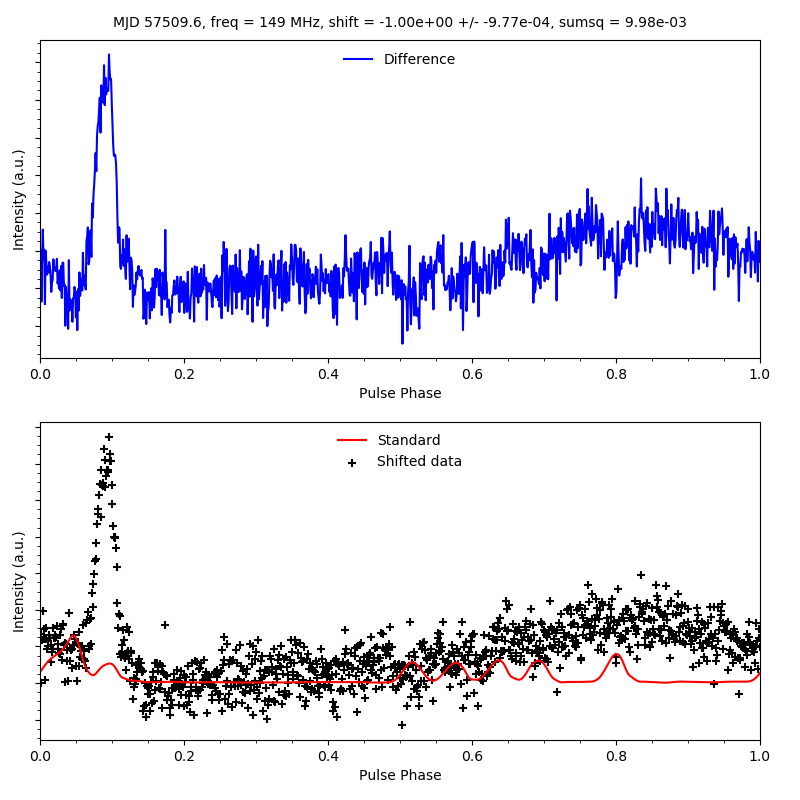 MJD 57509.6, freq = 149 MHz, shift = -1.00e+00 +/- -9.77e-04, sumsq = 9.98e-03
Difference
Intensity (a.u.)
0.0 0.2 0.4 0.6 0.8 1.0
Pulse Phase
Standard
Shifted data
Intensity (a.u.)
0.0 0.2 0.4 0.6 0.8 1.0
Pulse Phase